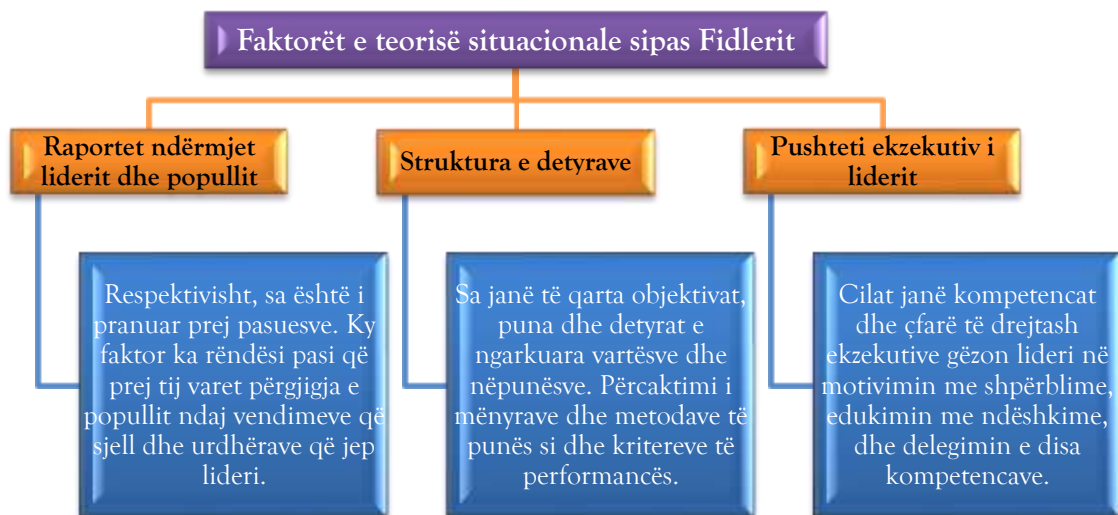 Faktorët e teorisë situacionale sipas Fidlerit
Raportet ndërmjet
liderit dhe popullit
Respektivisht, sa është i
pranuar prej pasuesve. Ky
faktor ka rëndësi pasi që
prej tij varet përgjigja e
popullit ndaj vendimeve që
sjell dhe urdhërave që jep
lideri.
Struktura e detyrave
Sa janë të qarta objektivat,
puna dhe detyrat e
ngarkuara vartësve dhe
nëpunësve. Përcaktimi i
mënyrave dhe metodave të
punës si dhe kritereve të
performancës.
Pushteti ekzekutiv i
liderit
Cilat janë kompetencat
dhe çfarë të drejtash
ekzekutive gëzon lideri në
motivimin me shpërblime,
edukimin me ndëshkime,
dhe delegimin e disa
kompetencave.